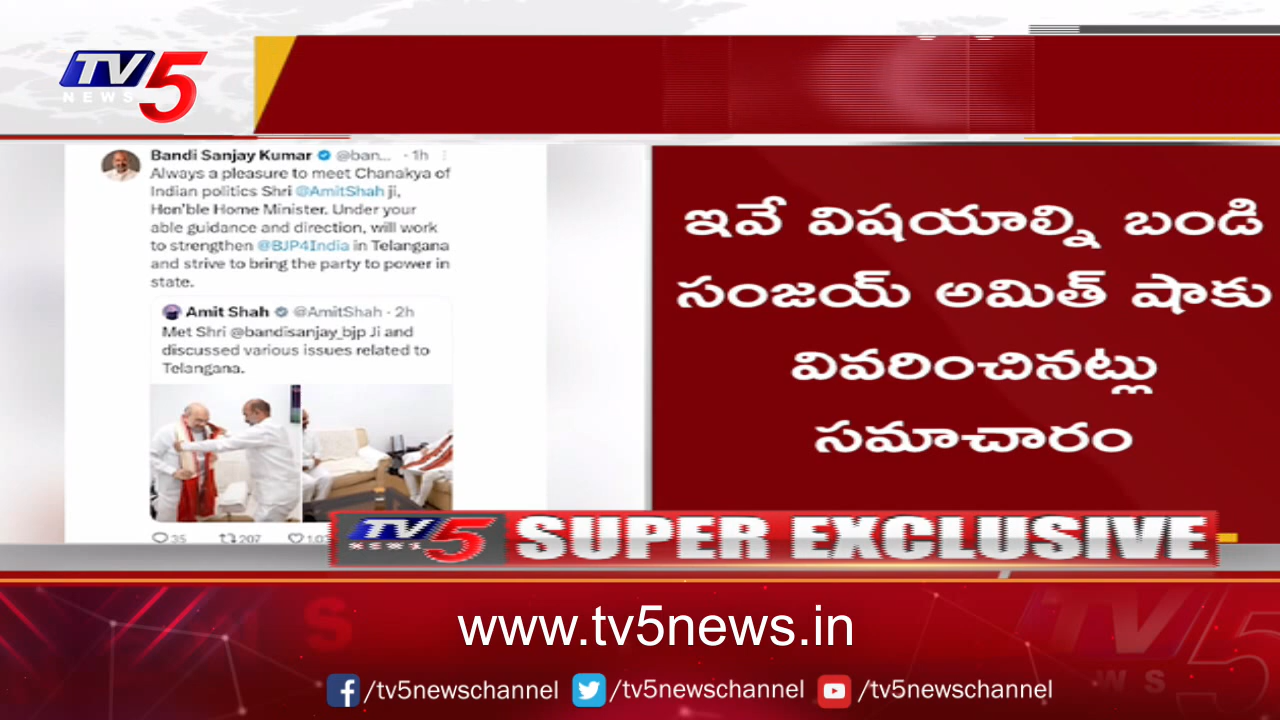 TV5
NEWS
Bandi Sanjay Kumar @ban... · 1h
Always a pleasure to meet Chanakya of
Indian politics Shri @AmitShah ji,
Hon'ble Home Minister. Under your
able guidance and direction, will work
to strengthen @BJP4India in Telangana
and strive to bring the party to power in
state.
Amit Shah @AmitShah · 2h
Met Shri @bandisanjay_bjp Ji and
discussed various issues related to
Telangana.
35 207
ఇవే విషయాల్ని బండి
సంజయ్ అమిత్ షాకు
వివరించినట్లు
సమాచారం
TV5 NEWS SUPER EXCLUSIVE
www.tv5news.in
/tv5newschannel /tv5newschannel /tv5newschannel